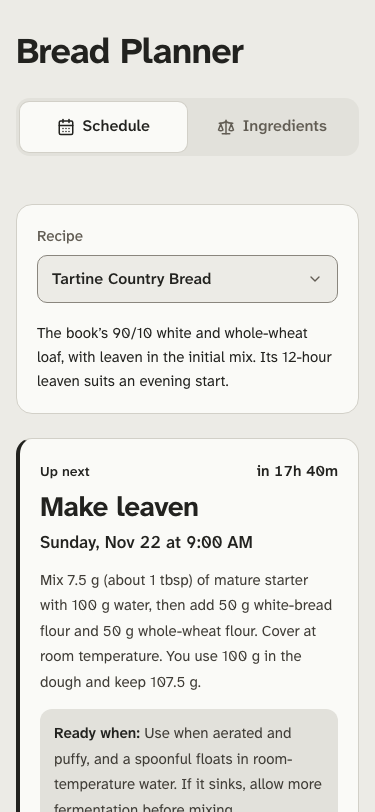 Bread Planner
Schedule
Ingredients
Recipe
Tartine Country Bread
The book’s 90/10 white and whole-wheat
loaf, with leaven in the initial mix. Its 12-hour
leaven suits an evening start.
Up next
in 17h 40m
Make leaven
Sunday, Nov 22 at 9:00 AM
Mix 7.5 g (about 1 tbsp) of mature starter
with 100 g water, then add 50 g white-bread
flour and 50 g whole-wheat flour. Cover at
room temperature. You use 100 g in the
dough and keep 107.5 g.
Ready when: Use when aerated and
puffy, and a spoonful floats in room-
temperature water. If it sinks, allow more
fermentation before mixing.